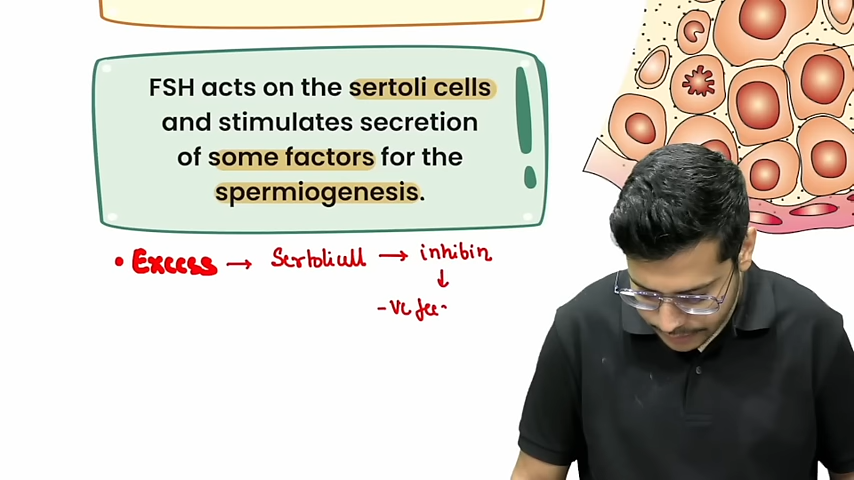 FSH acts on the sertoli cells
and stimulates secretion
of some factors for the
spermiogenesis.
• Excess → Sertoli cell → inhibin
↓
-ve fee-